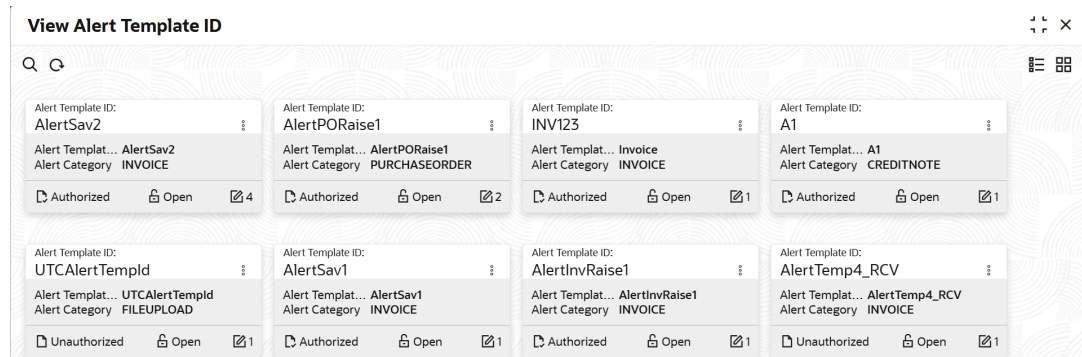 View Alert Template ID
Alert Template ID:
AlertSav2
Alert Templat... AlertSav2
Alert Category INVOICE
Authorized Open 4
Alert Template ID:
AlertPORaise1
Alert Templat... AlertPORaise1
Alert Category PURCHASEORDER
Authorized Open 2
Alert Template ID:
INV123
Alert Templat... Invoice
Alert Category INVOICE
Authorized Open 1
Alert Template ID:
A1
Alert Templat... A1
Alert Category CREDITNOTE
Authorized Open 1
Alert Template ID:
UTCAlertTempId
Alert Templat... UTCAlertTempId
Alert Category FILEUPLOAD
Unauthorized Open 1
Alert Template ID:
AlertSav1
Alert Templat... AlertSav1
Alert Category INVOICE
Authorized Open 1
Alert Template ID:
AlertInvRaise1
Alert Templat... AlertInvRaise1
Alert Category INVOICE
Authorized Open 1
Alert Template ID:
AlertTemp4_RCV
Alert Templat... AlertTemp4_RCV
Alert Category INVOICE
Unauthorized Open 1